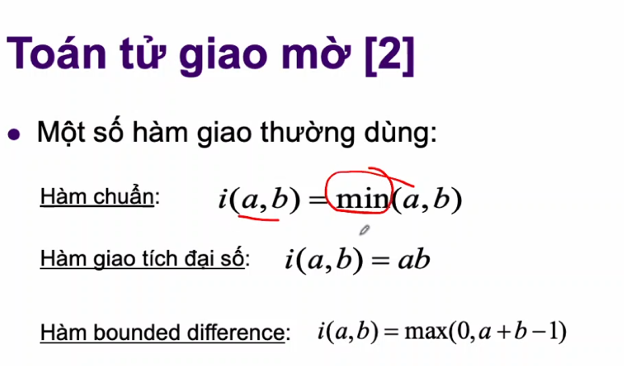 Toán tử giao mờ [2]
• Một số hàm giao thường dùng:
Hàm chuẩn: i(a,b) = min(a,b)
Hàm giao tích đại số: i(a,b) = ab
Hàm bounded difference: i(a,b) = max(0,a+b−1)